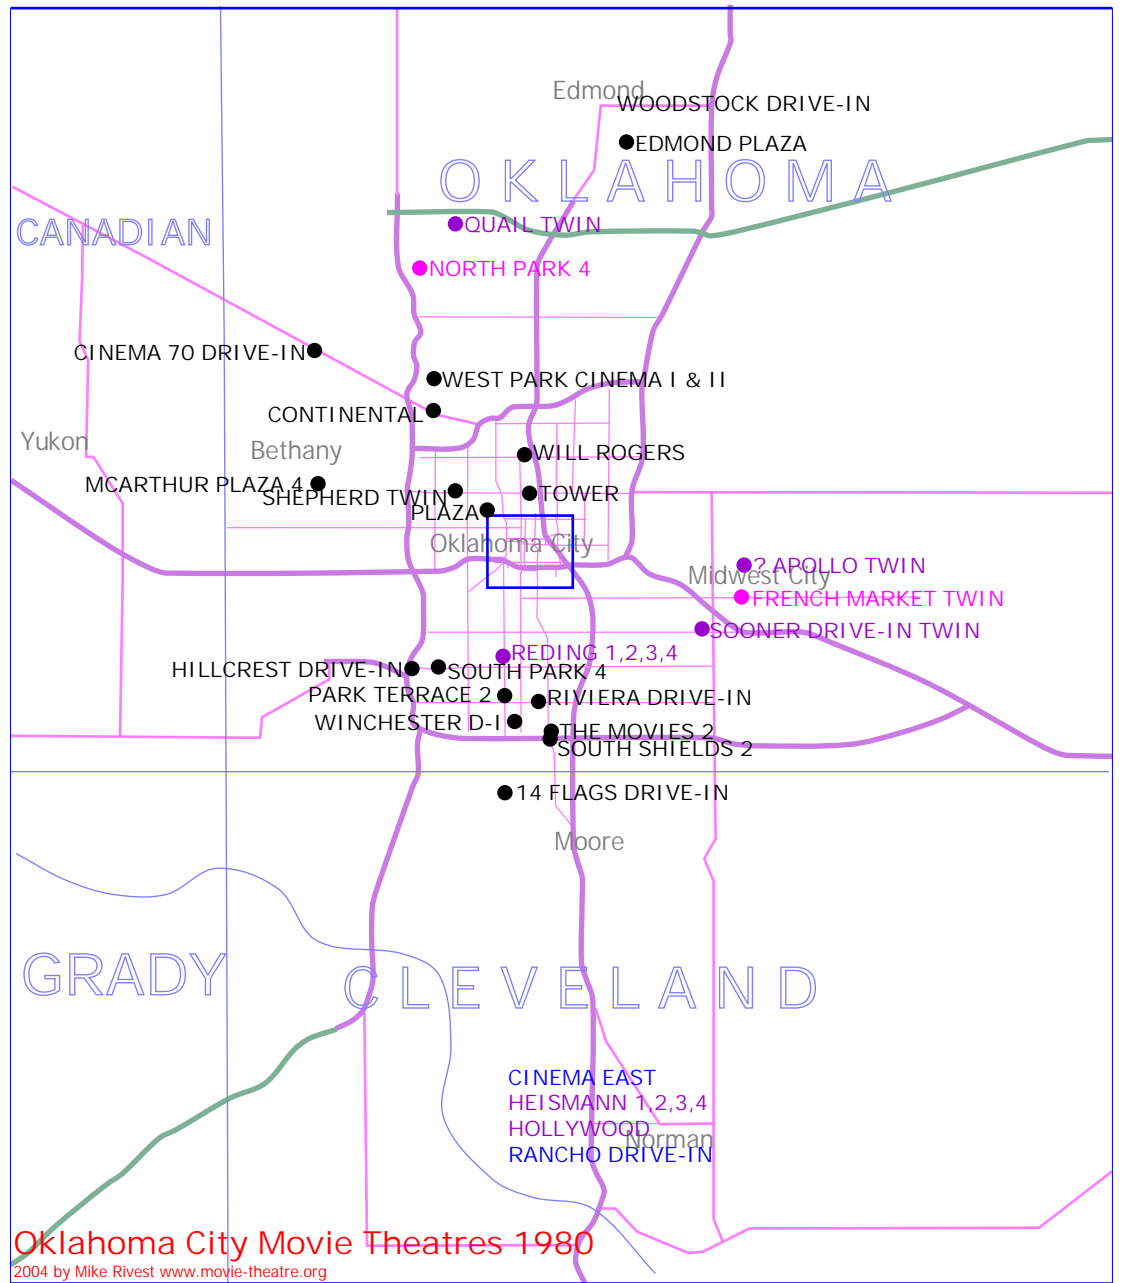 Edmond
WOODSTOCK DRIVE-IN
EDMOND PLAZA
OKLAHOMA
CANADIAN
QUAIL TWIN
NORTH PARK 4
CINEMA 70 DRIVE-IN
WEST PARK CINEMA I & II
CONTINENTAL
Yukon
Bethany
WILL ROGERS
MCARTHUR PLAZA 4
SHEPHERD TWIN
TOWER
PLAZA
Oklahoma City
? APOLLO TWIN
Midwest City
FRENCH MARKET TWIN
SOONER DRIVE-IN TWIN
REDING 1,2,3,4
HILLCREST DRIVE-IN
SOUTH PARK 4
PARK TERRACE 2
RIVIERA DRIVE-IN
WINCHESTER D-I
THE MOVIES 2
SOUTH SHIELDS 2
14 FLAGS DRIVE-IN
Moore
GRADY
CLEVELAND
CINEMA EAST
HEISMANN 1,2,3,4
HOLLYWOOD
Norman
RANCHO DRIVE-IN
Oklahoma City Movie Theatres 1980
2004 by Mike Rivest www.movie-theatre.org